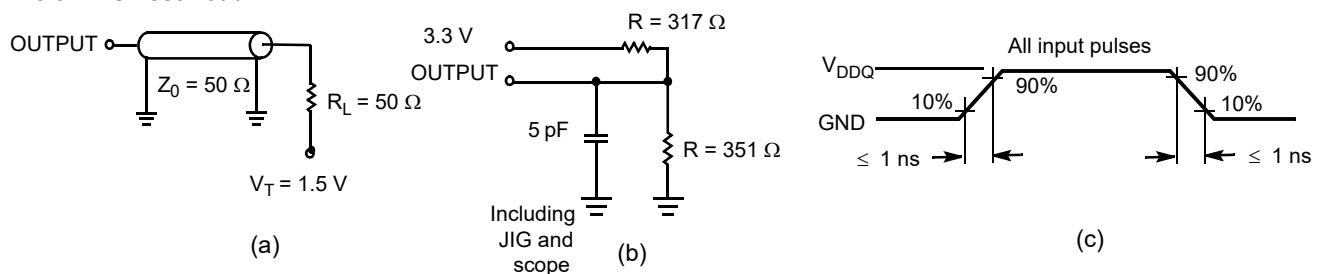 OUTPUT
Z0 = 50 Ω
RL = 50 Ω
VT = 1.5 V
(a)
R = 317 Ω
3.3 V
OUTPUT
5 pF
R = 351 Ω
Including
JIG and
scope
(b)
All input pulses
VDDQ
90%
90%
10%
10%
GND
≤ 1 ns
≤ 1 ns
(c)